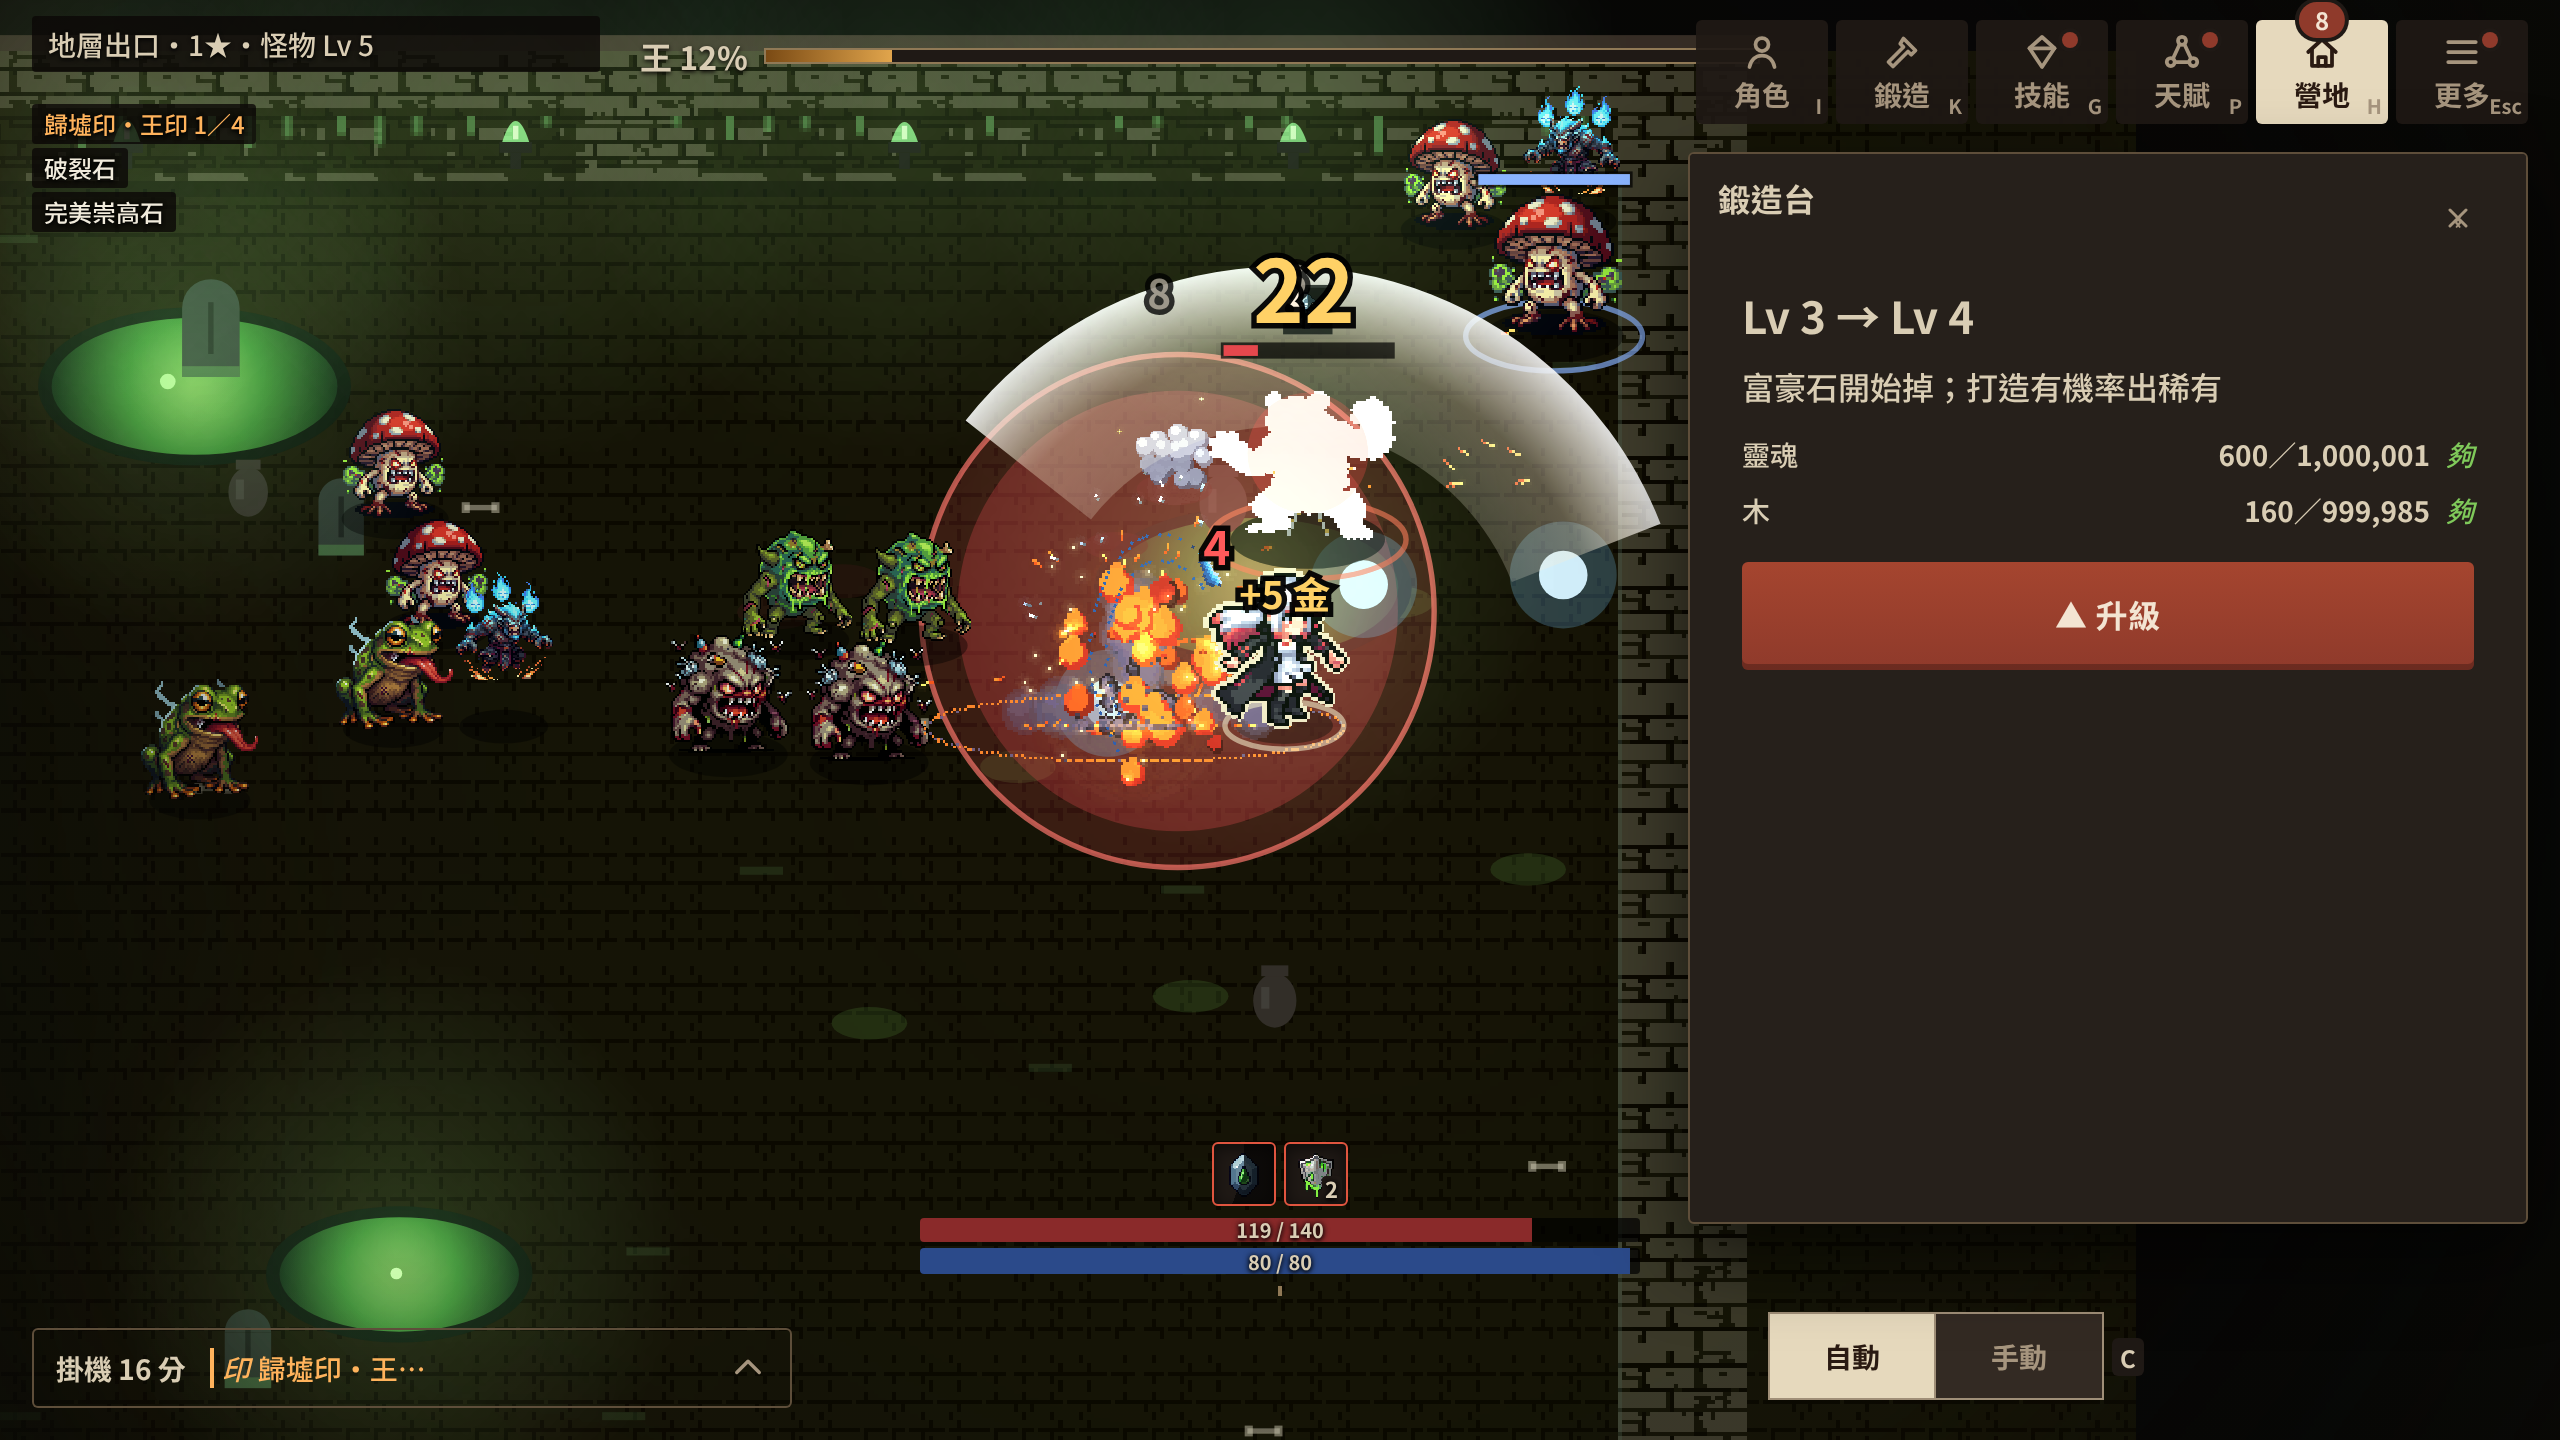 地層出口・1★・怪物 Lv 5
王 12%
角色 I
鍛造 K
技能 G
天賦 P
8
營地 H
更多 Esc
歸墟印・王印 1／4
破裂石
完美崇高石
鍛造台
Lv 3 → Lv 4
富豪石開始掉；打造有機率出稀有
靈魂 600／1,000,001 夠
木 160／999,985 夠
▲ 升級
8
22
4
+5 金
2
119 / 140
80 / 80
掛機 16 分 印 歸墟印・王…
自動 手動 C